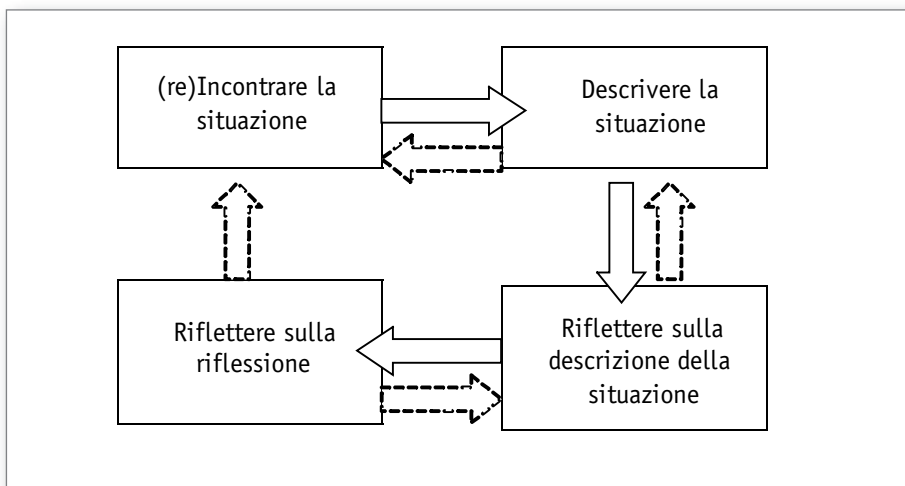 (re)Incontrare la
situazione
Descrivere la
situazione
Riflettere sulla
riflessione
Riflettere sulla
descrizione della
situazione